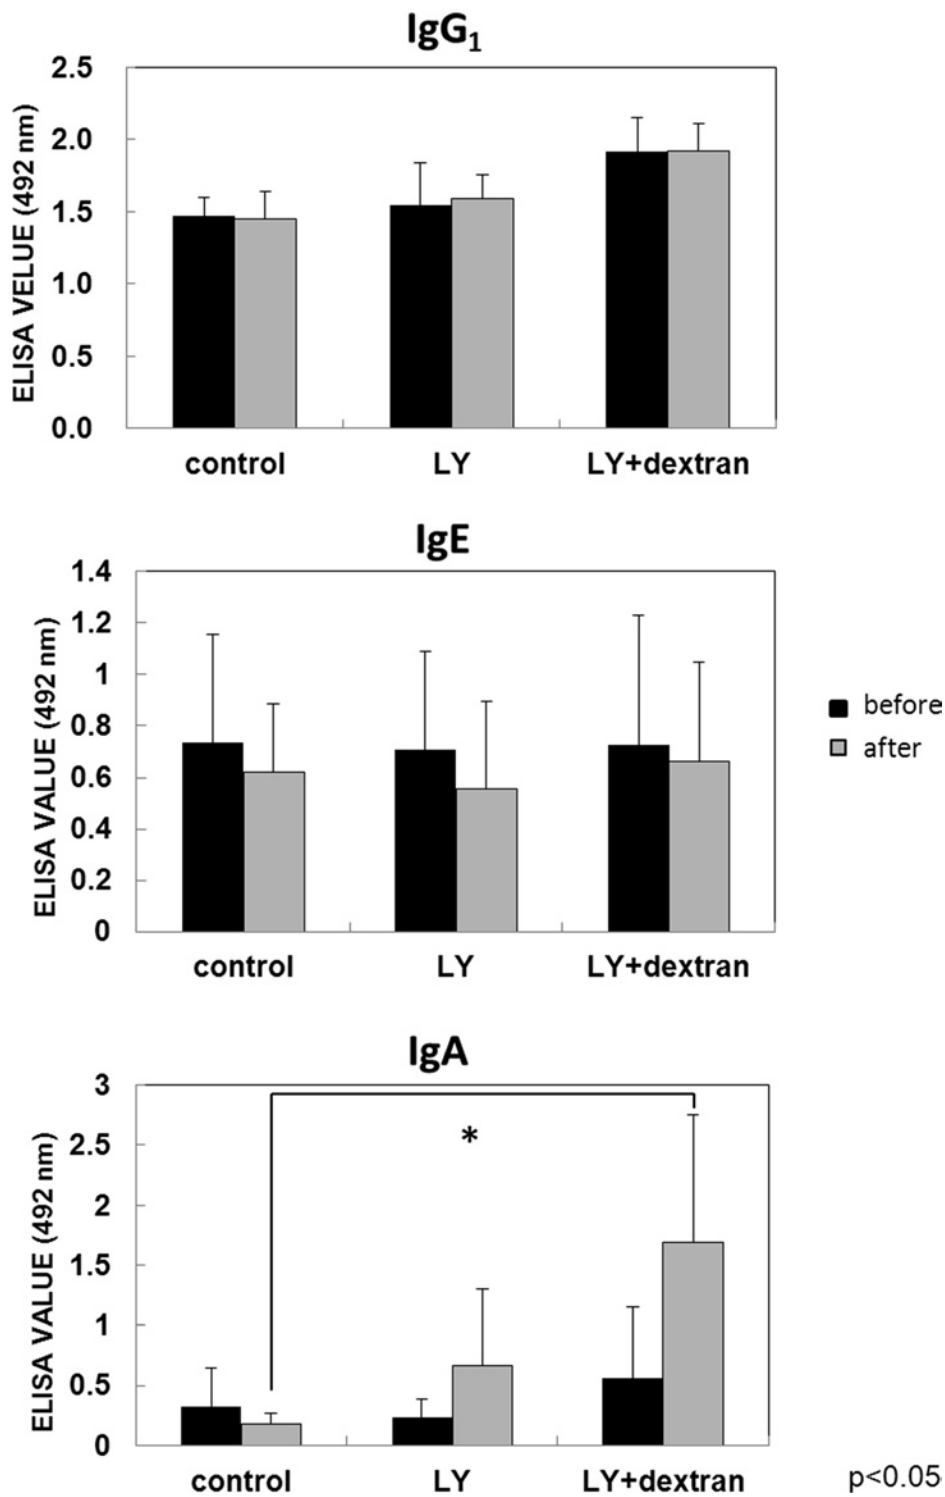 IgG₁
2.5
2.0
1.5
1.0
0.5
0.0
ELISA VELUE (492 nm)
control LY LY+dextran
IgE
1.4
1.2
1
0.8
0.6
0.4
0.2
0
ELISA VALUE (492 nm)
control LY LY+dextran
before
after
IgA
3
2.5
2
1.5
1
0.5
0
ELISA VALUE (492 nm)
*
control LY LY+dextran
p<0.05